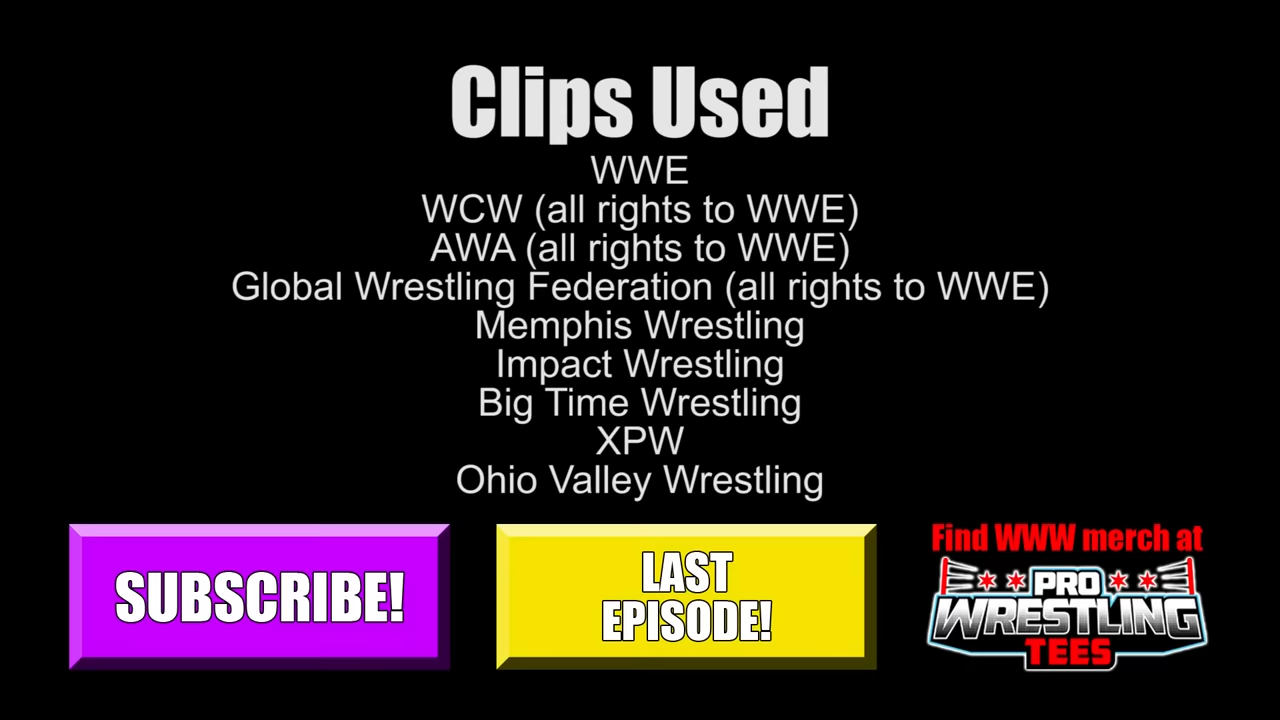 Clips Used
WWE
WCW (all rights to WWE)
AWA (all rights to WWE)
Global Wrestling Federation (all rights to WWE)
Memphis Wrestling
Impact Wrestling
Big Time Wrestling
XPW
Ohio Valley Wrestling
SUBSCRIBE!
LAST
EPISODE!
Find WWW merch at
PRO
WRESTLING
TEES